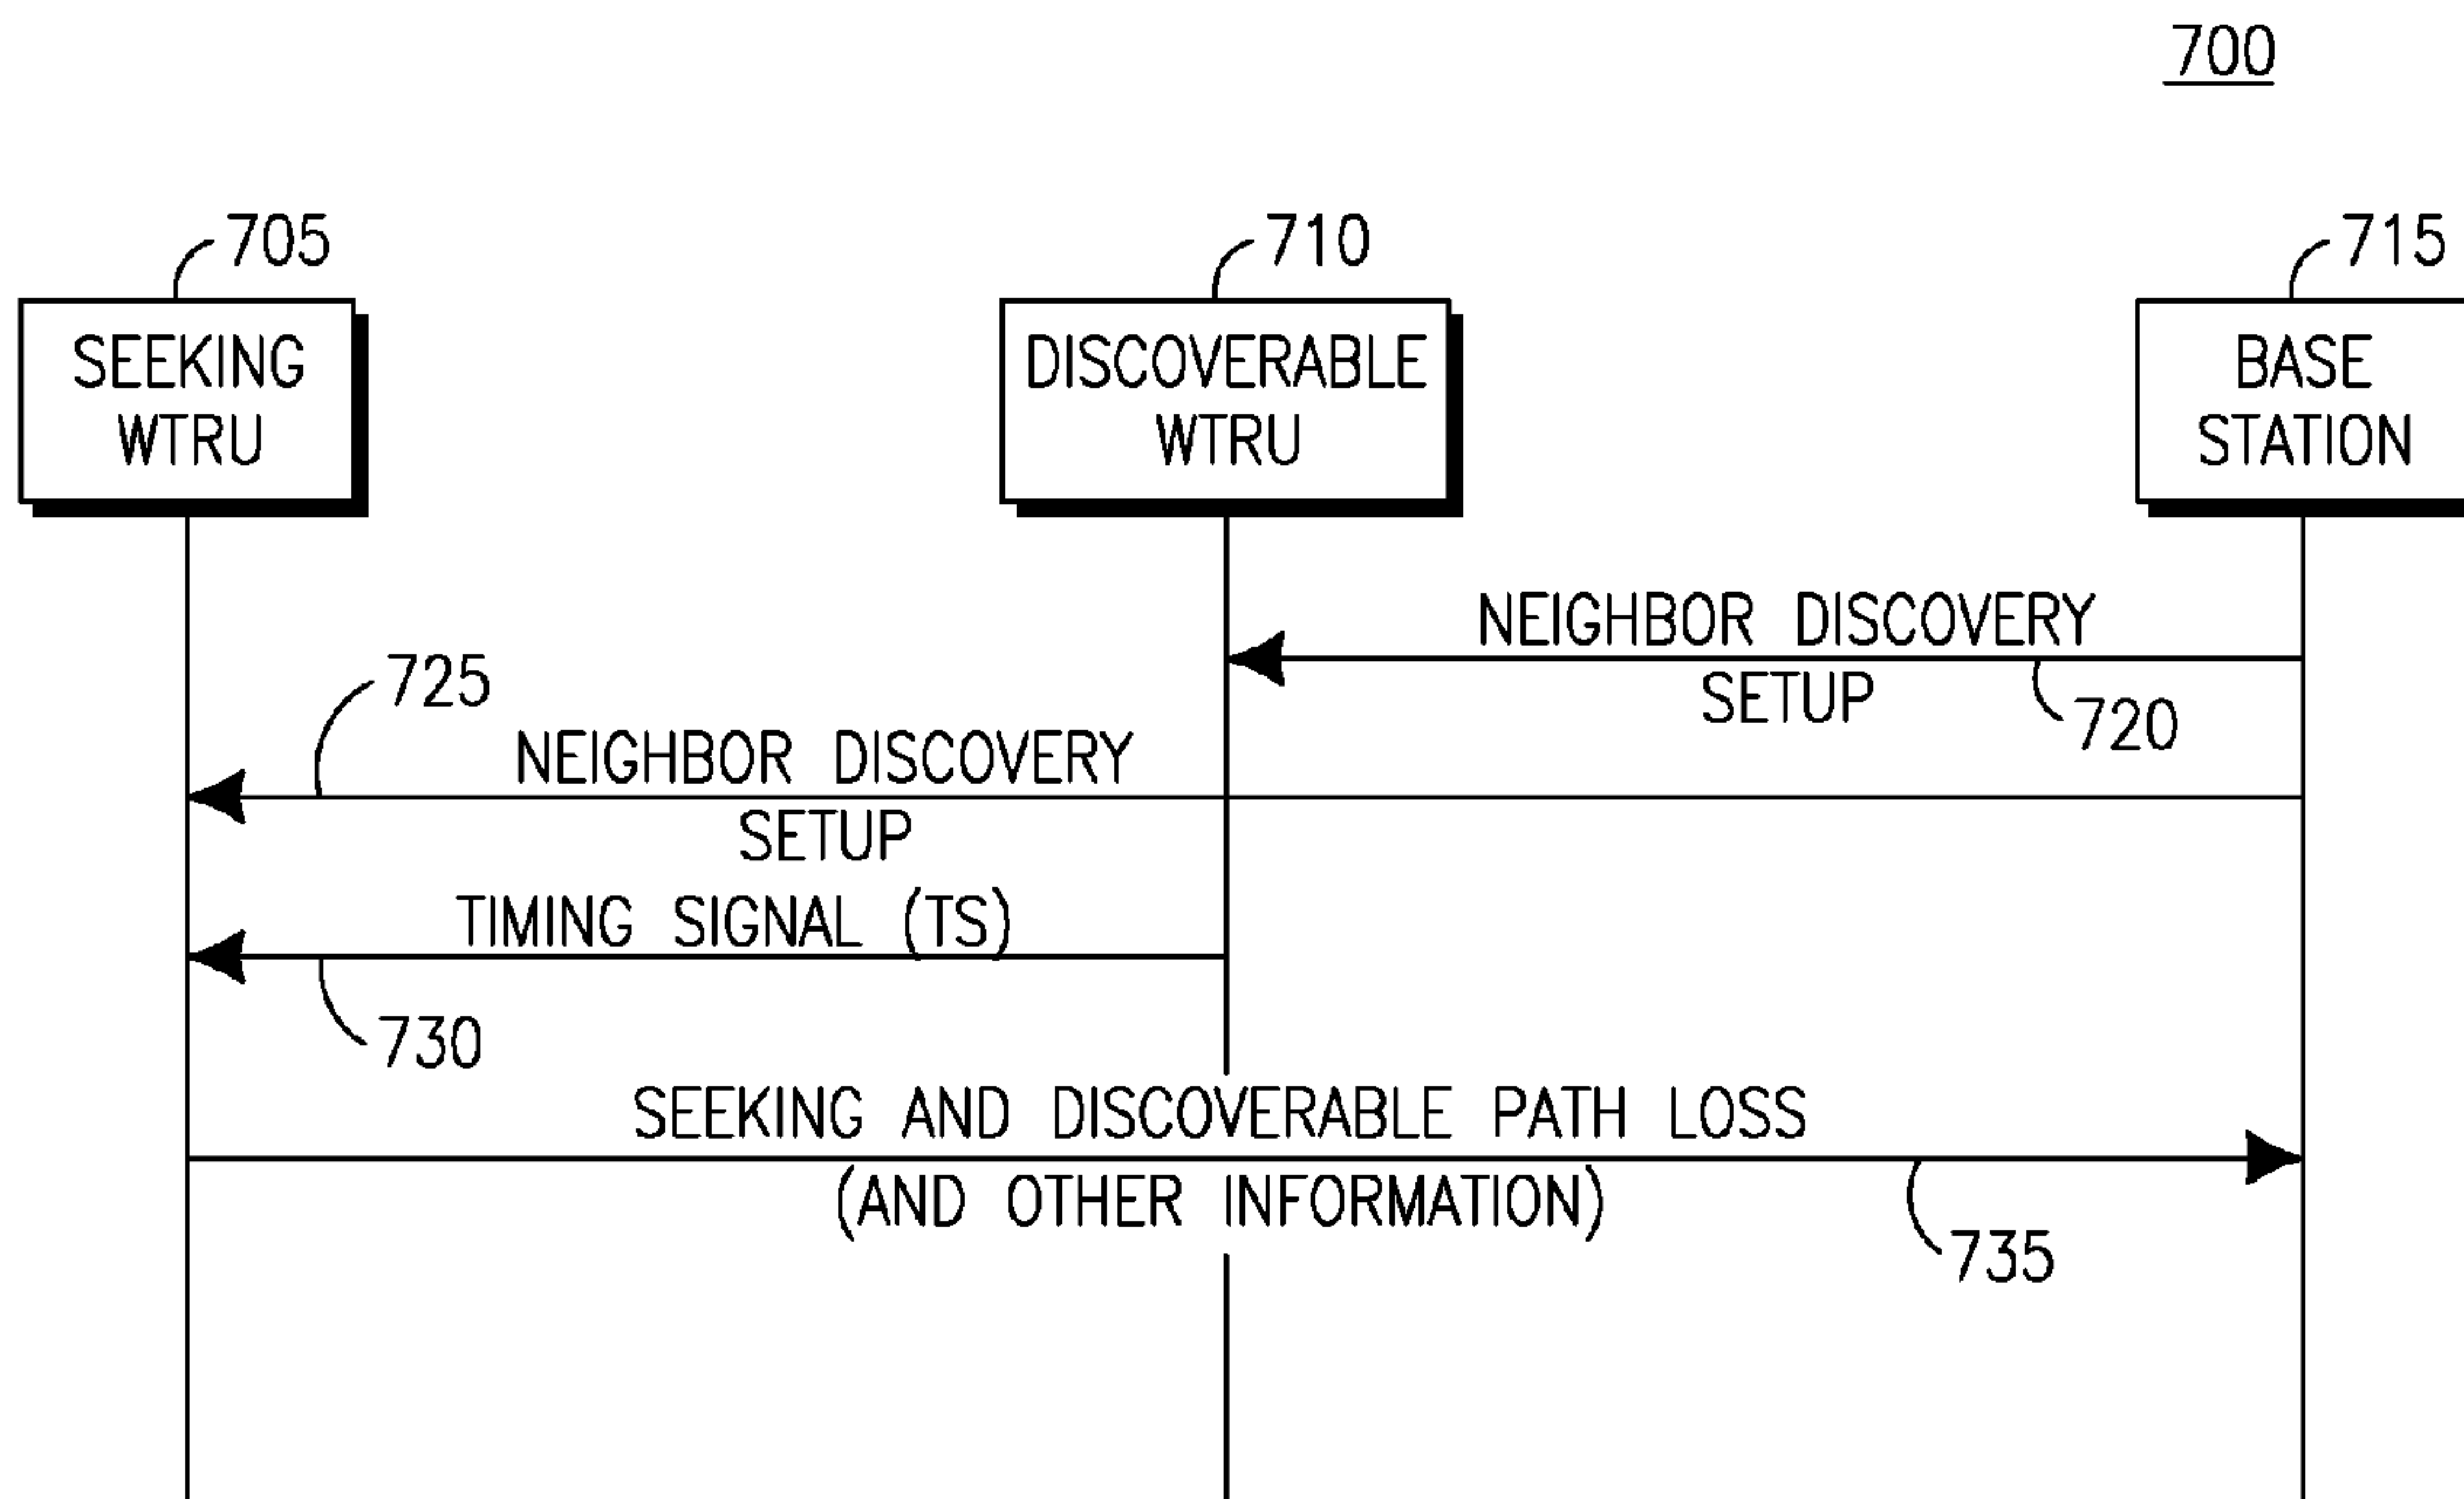 700
705
710
715
SEEKING
WTRU
DISCOVERABLE
WTRU
BASE
STATION
NEIGHBOR DISCOVERY
SETUP
720
725
NEIGHBOR DISCOVERY
SETUP
TIMING SIGNAL (TS)
730
SEEKING AND DISCOVERABLE PATH LOSS
(AND OTHER INFORMATION)
735